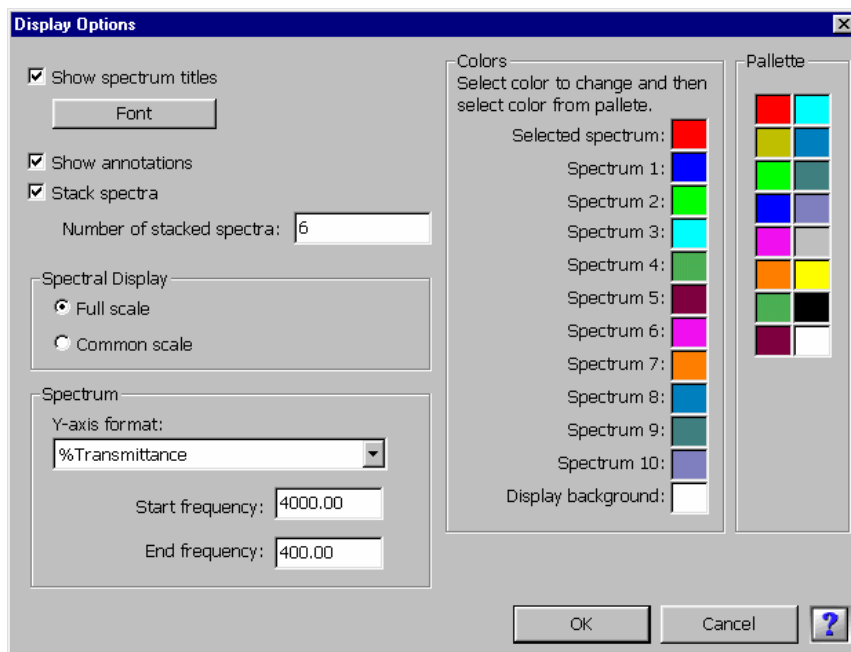 Display Options
Show spectrum titles
Font
Show annotations
Stack spectra
Number of stacked spectra: 6
Spectral Display
Full scale
Common scale
Spectrum
Y-axis format:
%Transmittance
Start frequency: 4000.00
End frequency: 400.00
Colors
Select color to change and then
select color from pallete.
Selected spectrum:
Spectrum 1:
Spectrum 2:
Spectrum 3:
Spectrum 4:
Spectrum 5:
Spectrum 6:
Spectrum 7:
Spectrum 8:
Spectrum 9:
Spectrum 10:
Display background:
Pallette
OK
Cancel
?